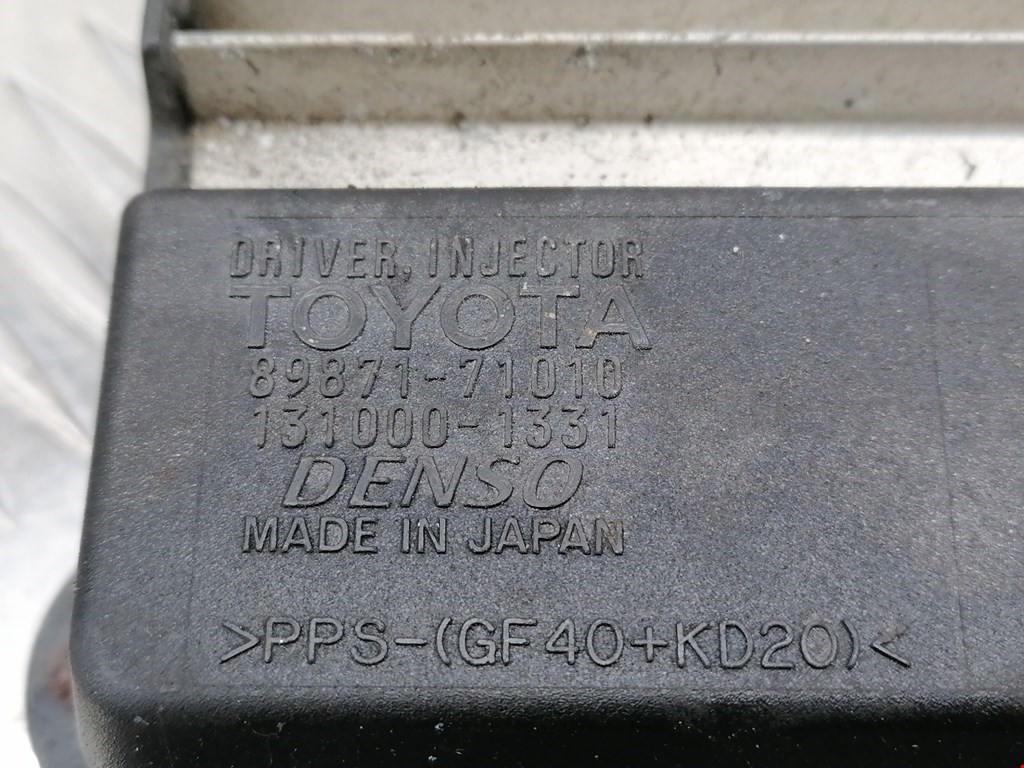 DRIVER, INJECTOR
TOYOTA
89871-71010
131000-1331
DENSO
MADE IN JAPAN
>PPS-(GF40+KD20)<